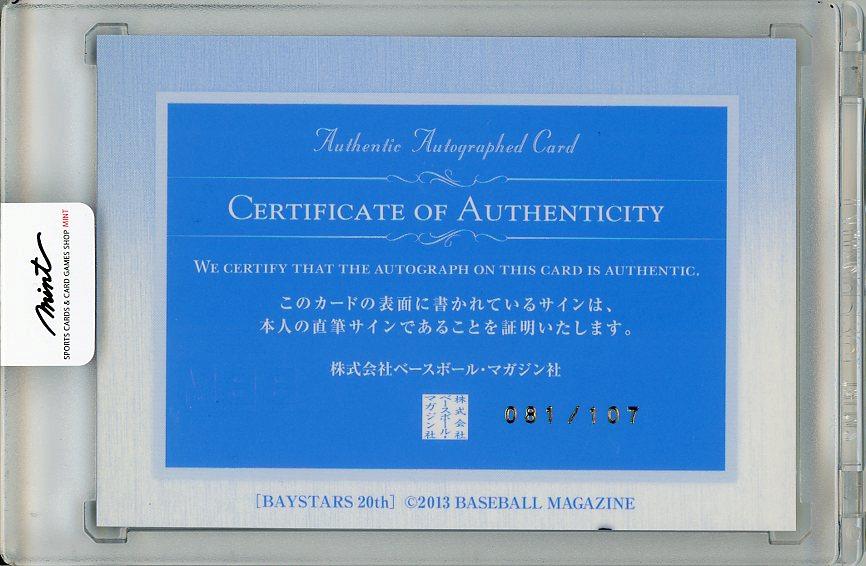 Authentic Autographed Card
CERTIFICATE OF AUTHENTICITY
WE CERTIFY THAT THE AUTOGRAPH ON THIS CARD IS AUTHENTIC.
このカードの表面に書かれているサインは、
本人の直筆サインであることを証明いたします。
株式会社ベースボール・マガジン社
株式会社
ベースボール・
マガジン社
081/107
[BAYSTARS 20th] ©2013 BASEBALL MAGAZINE
mint
SPORTS CARDS & CARD GAMES SHOP MINT